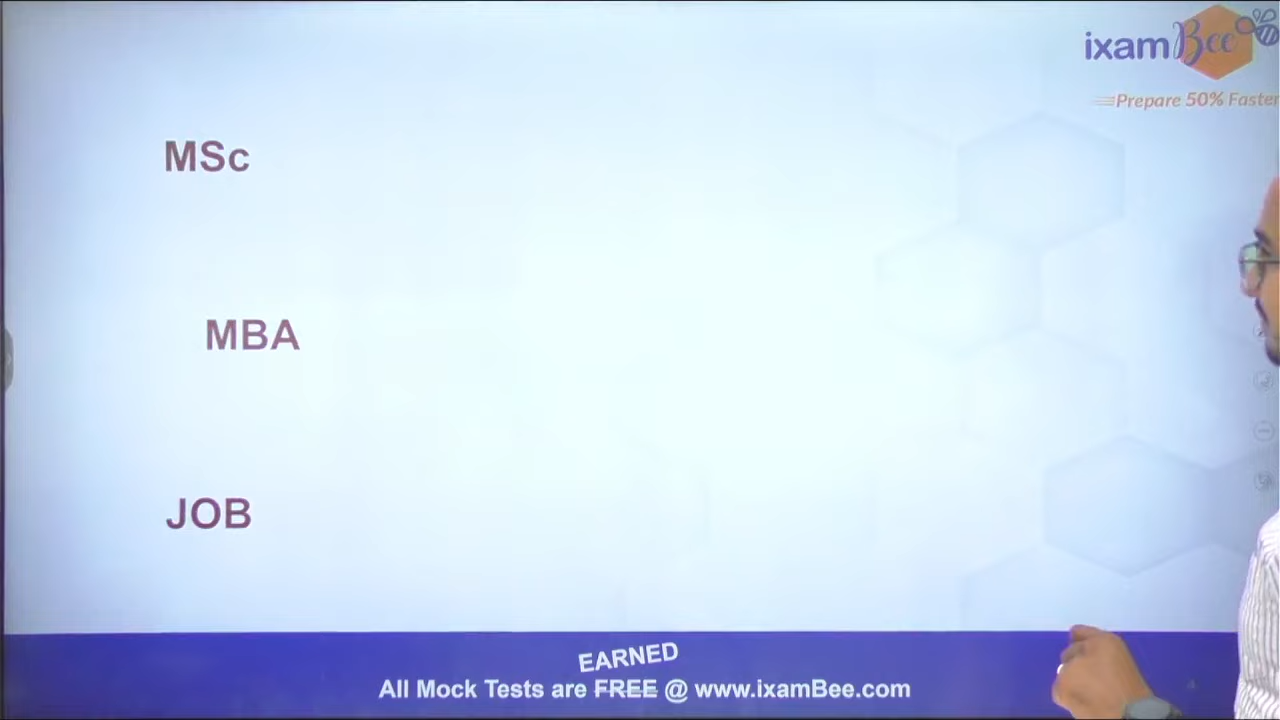 ixamBee
Prepare 50% Faster
MSc
MBA
JOB
EARNED
All Mock Tests are FREE @ www.ixamBee.com